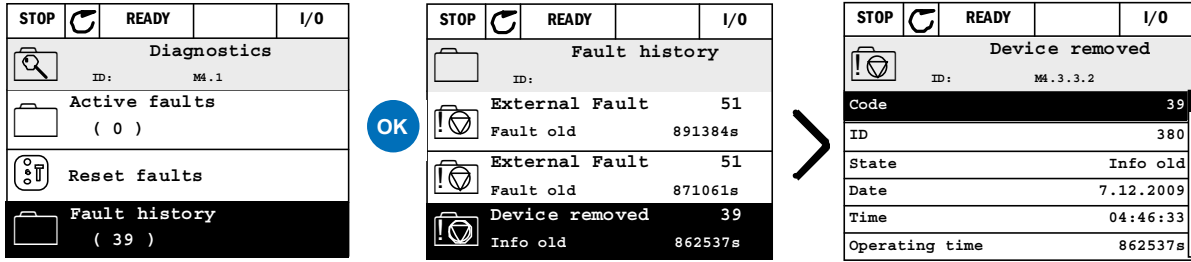 STOP READY I/O
Diagnostics
ID: M4.1
Active faults
( 0 )
Reset faults
Fault history
( 39 )
OK
STOP READY I/O
Fault history
ID:
External Fault 51
Fault old 891384s
External Fault 51
Fault old 871061s
Device removed 39
Info old 862537s
STOP READY I/O
Device removed
ID: M4.3.3.2
Code 39
ID 380
State Info old
Date 7.12.2009
Time 04:46:33
Operating time 862537s